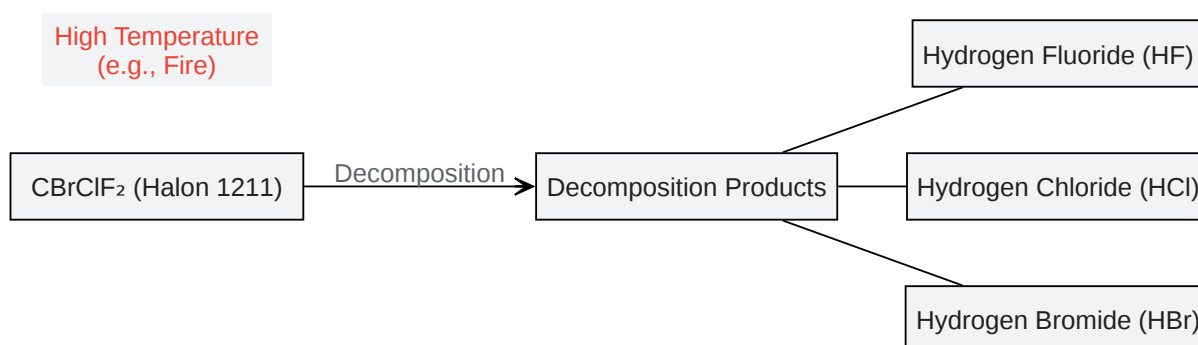 High Temperature
(e.g., Fire)
Hydrogen Fluoride (HF)
CBrClF₂ (Halon 1211)
Decomposition
Decomposition Products
Hydrogen Chloride (HCl)
Hydrogen Bromide (HBr)